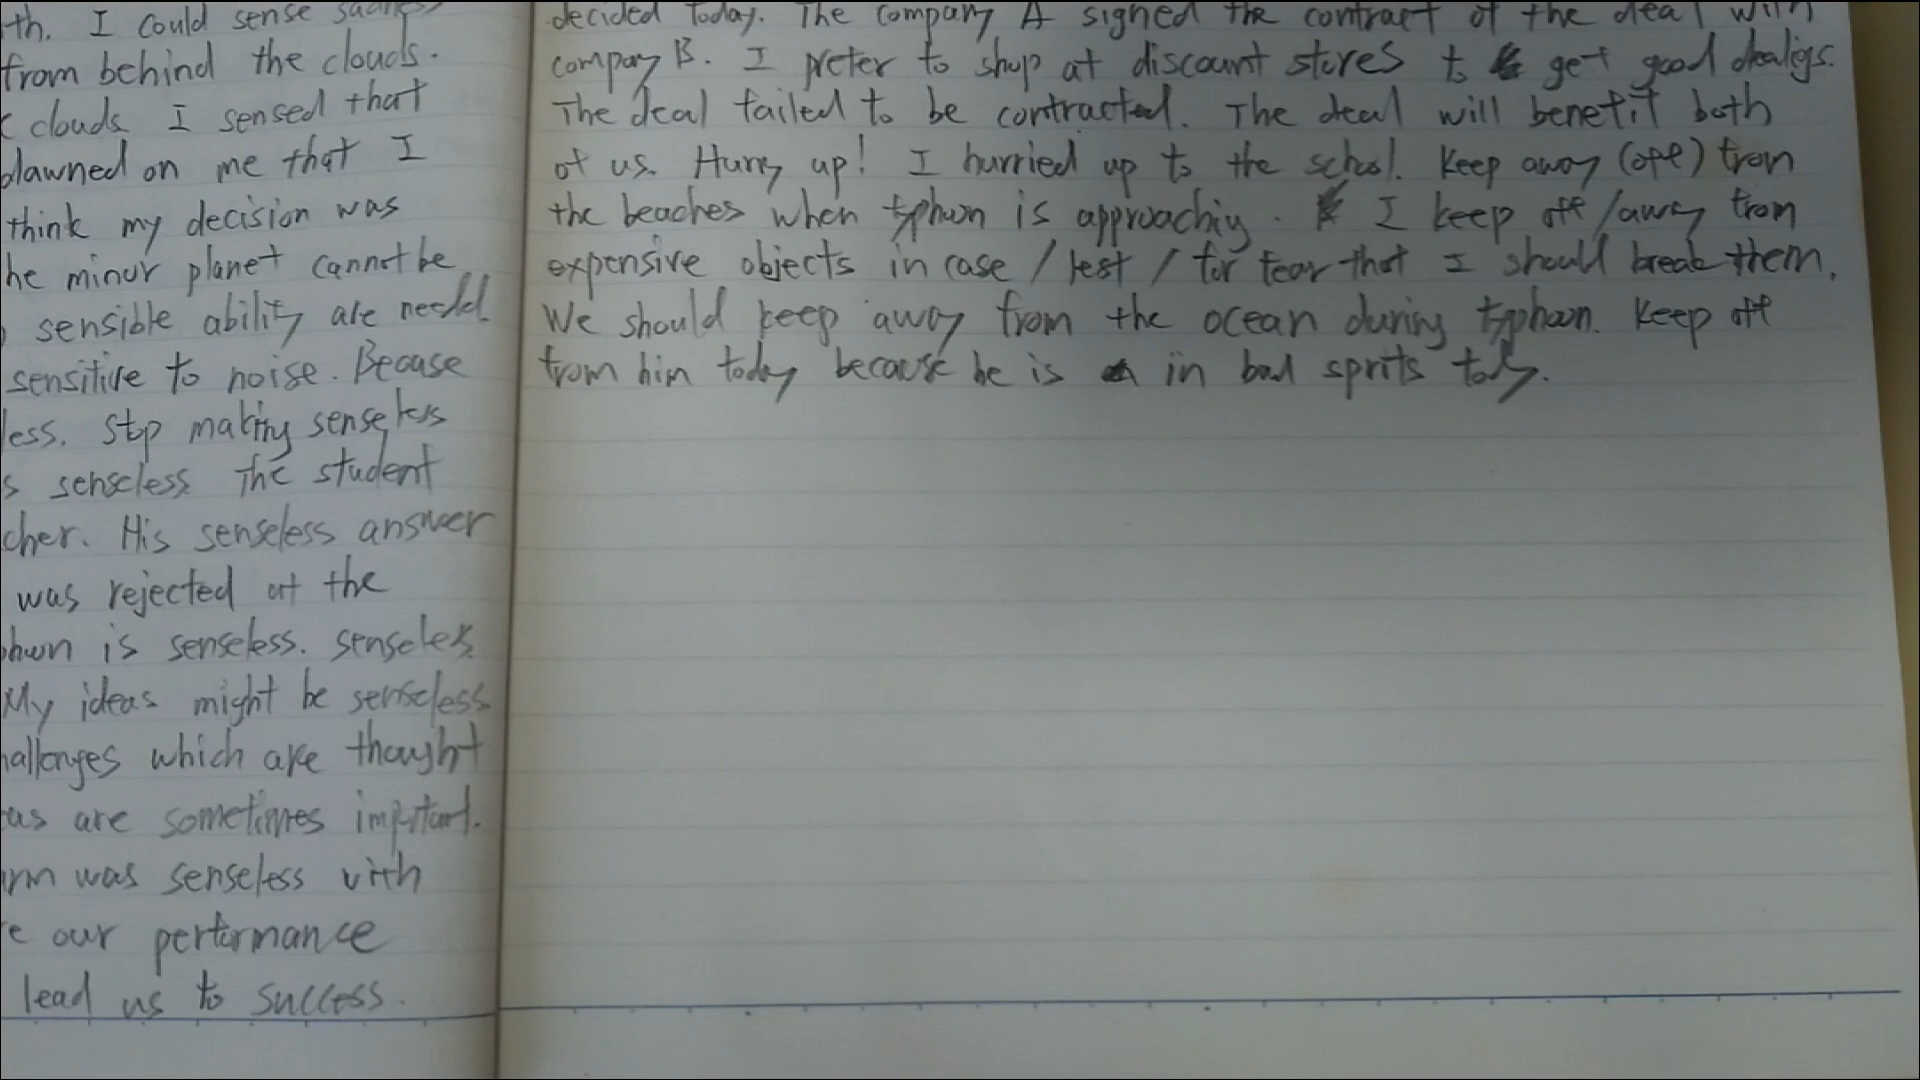 th. I could sense sadness
from behind the clouds.
clouds. I sensed that
dawned on me that I
think my decision was
he minor planet cannot be
sensible ability are needed.
sensitive to noise. Because
less. Stop making senseless
s senseless. The student
cher. His senseless answer
was rejected at the
is senseless. Senseless
My ideas might be senseless
allenges which are thought
as are sometimes important.
was senseless with
e our performance
lead us to success.
decided today. The company A signed the contract of the deal with
company B. I prefer to shop at discount stores to get good dealigs.
The deal failed to be contracted. The deal will benefit both
of us. Hurry up! I hurried up to the school. Keep away (off) from
the beaches when typhoon is approachig. I keep off/away from
expensive objects in case / lest / for fear that I should break them.
We should keep away from the ocean during typhoon. Keep off
from him today because he is in bad sprits today.